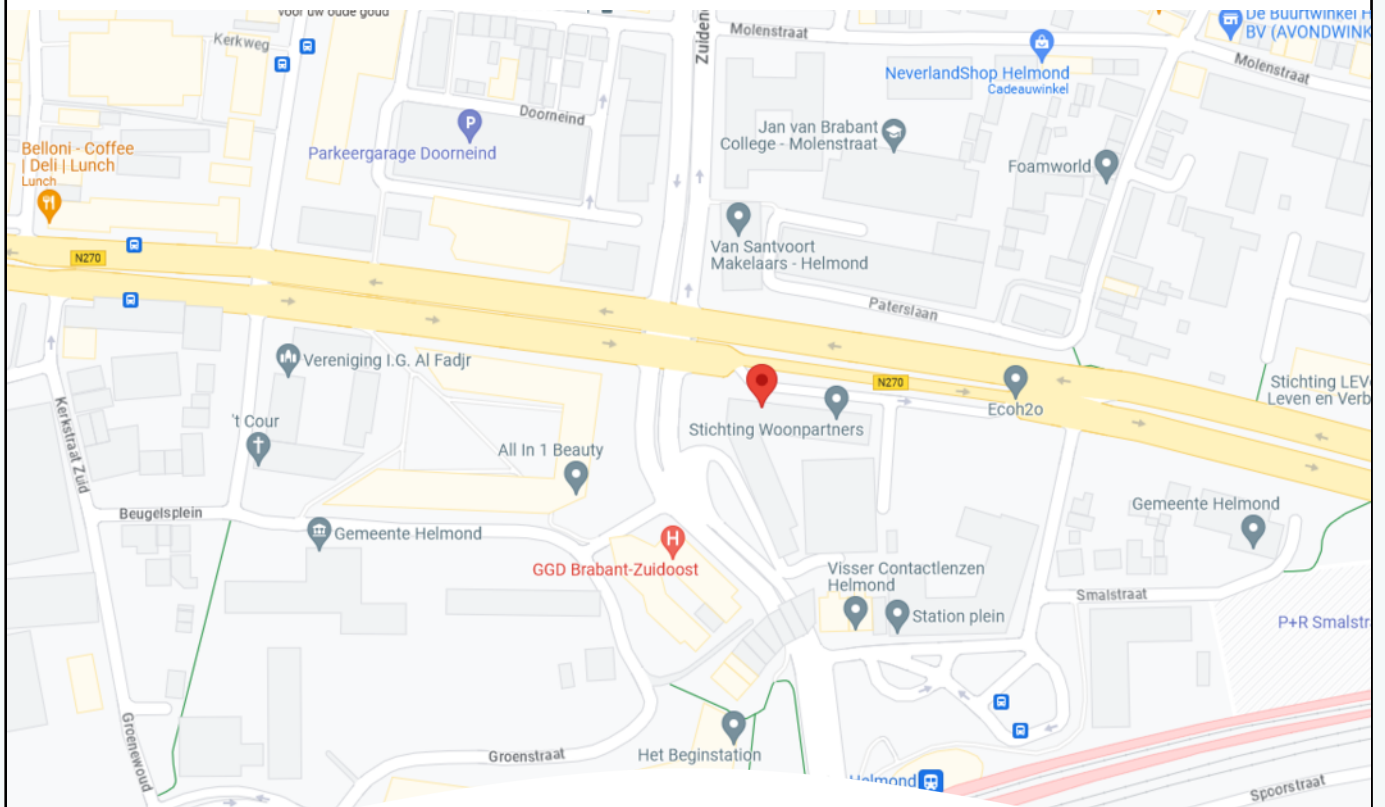 voor uw oude goud
Kerkweg
Molenstraat
De Buurtwinkel H
BV (AVONDWINK
Zuiden
NeverlandShop Helmond
Cadeauwinkel
Molenstraat
Doorneind
P
Parkeergarage Doorneind
Jan van Brabant
College - Molenstraat
Belloni - Coffee
| Deli | Lunch
Lunch
Foamworld
Van Santvoort
Makelaars - Helmond
N270
Paterslaan
Vereniging I.G. Al Fadjr
N270
Stichting LEV
Leven en Verb
Ecoh2o
Kerkstraat Zuid
't Cour
Stichting Woonpartners
All In 1 Beauty
Beugelsplein
Gemeente Helmond
Gemeente Helmond
H
GGD Brabant-Zuidoost
Visser Contactlenzen
Helmond
Smalstraat
Station plein
P+R Smalstr
Groenewoud
Groenstraat
Het Beginstation
Helmond
Spoorstraat